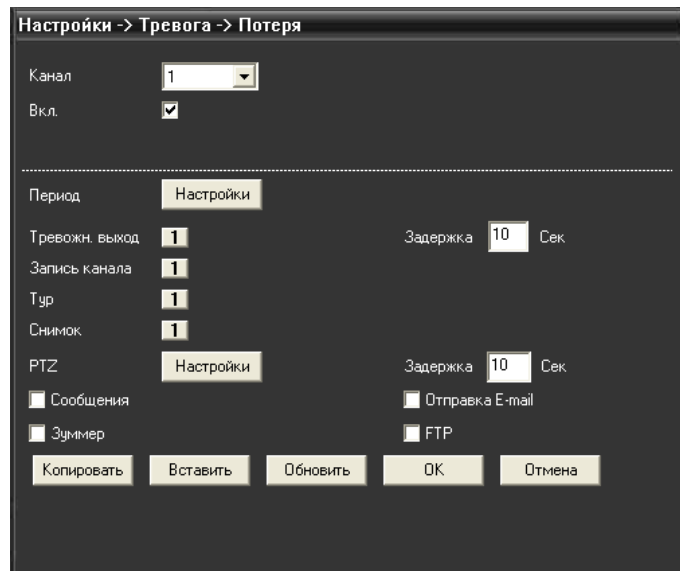 Настройки -> Тревога -> Потеря
Канал 1
Вкл.
Период Настройки
Тревожн. выход 1 Задержка 10 Сек
Запись канала 1
Тур 1
Снимок 1
PTZ Настройки Задержка 10 Сек
Сообщения Отправка E-mail
Зуммер FTP
Копировать Вставить Обновить OK Отмена